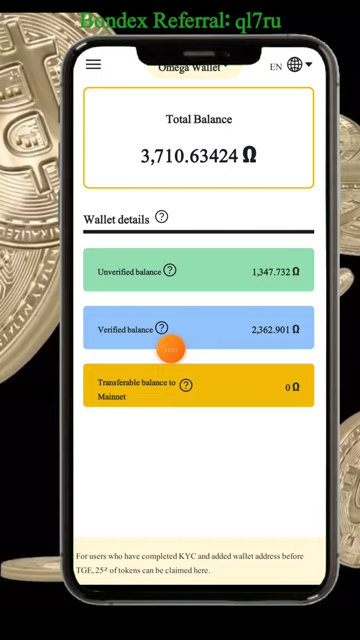 Bondex Referral: ql7ru
Omega Wallet
EN
Total Balance
3,710.63424 Ω
Wallet details ?
Unverified balance ? 1,347.732 Ω
Verified balance ? 2,362.901 Ω
Transferable balance to
Mainnet ? 0 Ω
For users who have completed KYC and added wallet address before
TGE, 25% of tokens can be claimed here.